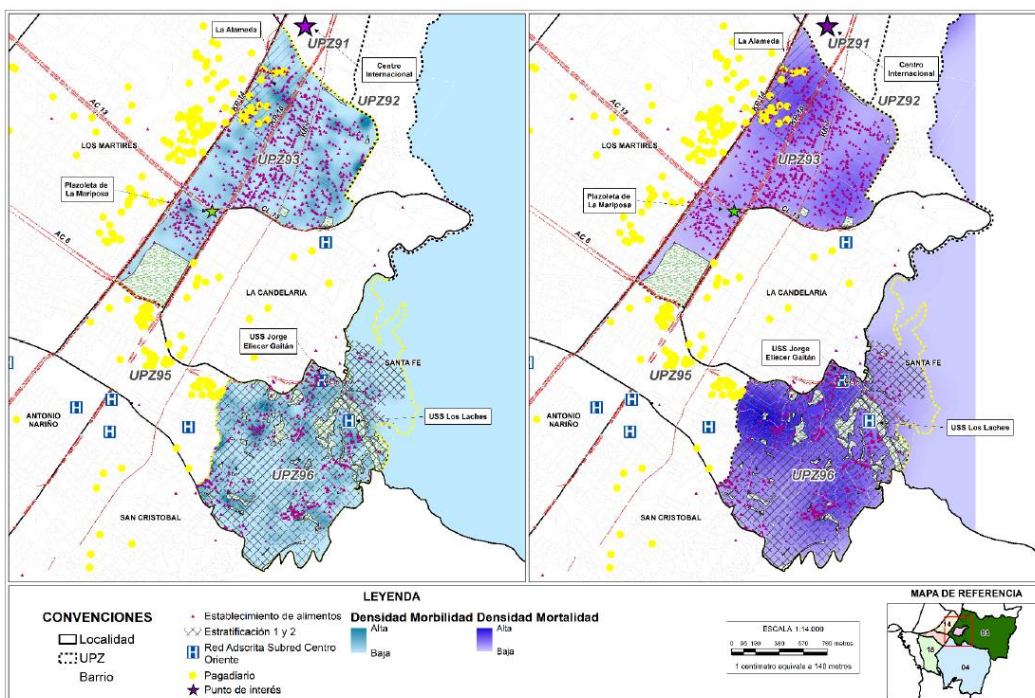 La Alameda
UPZ91
Centro
Internacional
UPZ92
AC 13
LOS MARTIRES
UPZ93
Plazoleta de
La Mariposa
AC 6
LA CANDELARIA
USS Jorge
Eliecer Gaitán
SANTA FE
UPZ95
ANTONIO
NARIÑO
USS Los Laches
UPZ96
SAN CRISTOBAL
La Alameda
UPZ91
Centro
Internacional
UPZ92
AC 13
LOS MARTIRES
UPZ93
Plazoleta de
La Mariposa
AC 6
LA CANDELARIA
USS Jorge
Eliecer Gaitán
SANTA FE
UPZ95
ANTONIO
NARIÑO
USS Los Laches
UPZ96
SAN CRISTOBAL
LEYENDA
CONVENCIONES
Localidad
UPZ
Barrio
Establecimiento de alimentos
Estratificación 1 y 2
Red Adscrita Subred Centro
Oriente
Pagadiario
Punto de interés
Densidad Morbilidad
Alta
Baja
Densidad Mortalidad
Alta
Baja
ESCALA 1:14.000
1 centimetro equivale a 140 metros
MAPA DE REFERENCIA
14
03
15
04